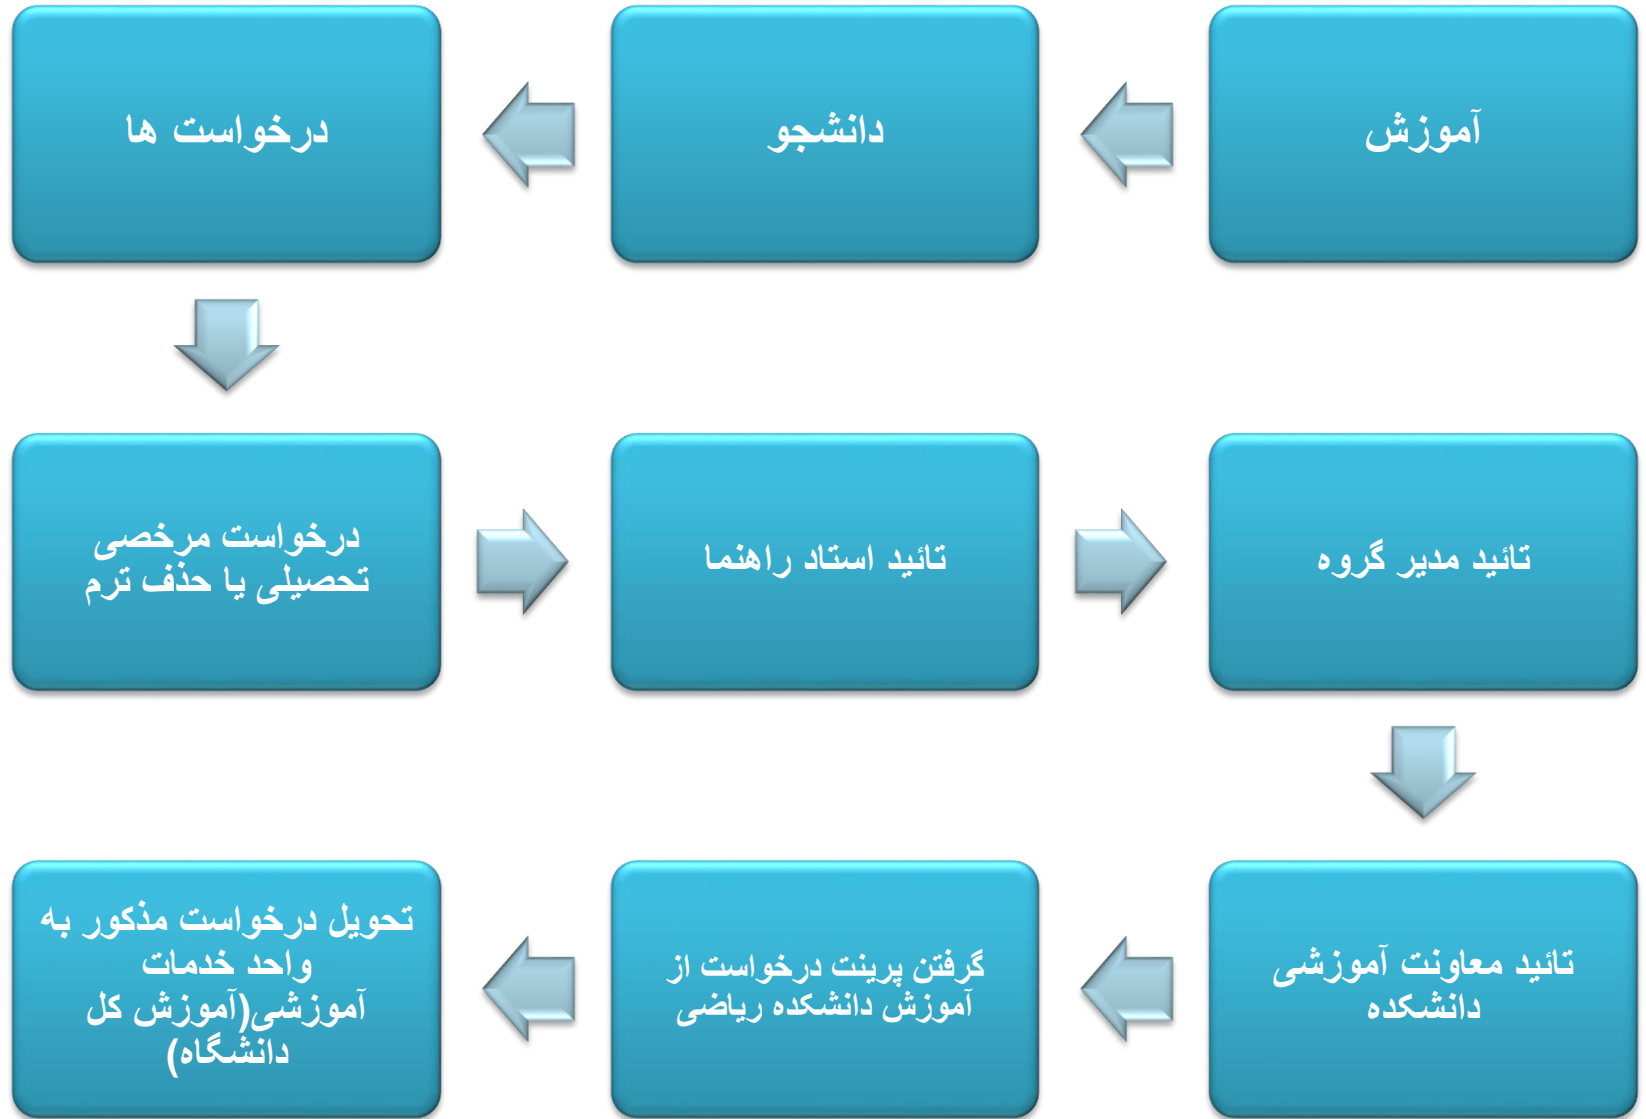 آموزش
دانشجو
درخواست ها
درخواست مرخصی
تحصیلی یا حذف ترم
تائید استاد راهنما
تائید مدیر گروه
تائید معاونت آموزشی
دانشکده
گرفتن پرینت درخواست از
آموزش دانشکده ریاضی
تحویل درخواست مذکور به
واحد خدمات
آموزشی(آموزش کل
دانشگاه)